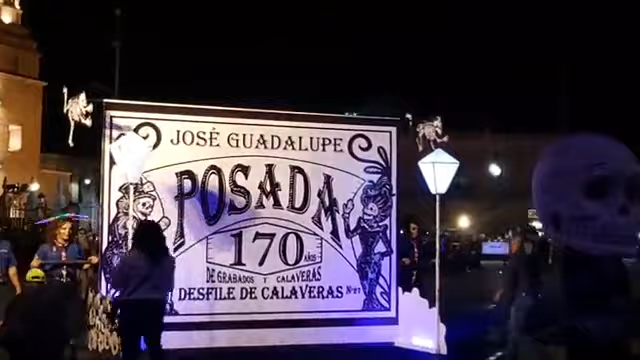 JOSÉ GUADALUPE
POSADA
170 AÑOS
DE GRABADOS Y CALAVERAS
DESFILE DE CALAVERAS